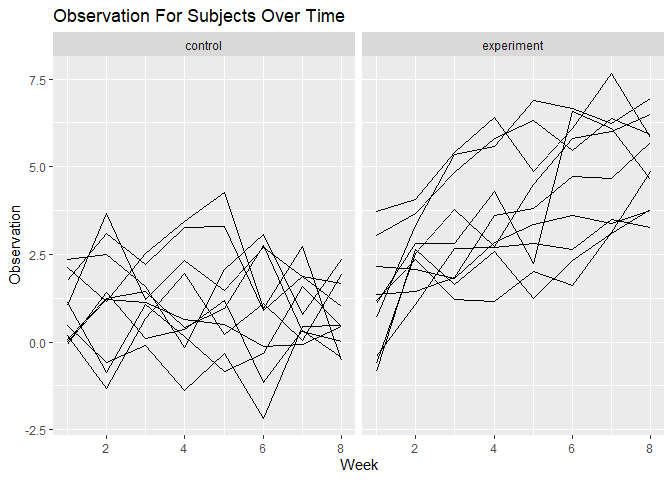 Observation For Subjects Over Time
control experiment
7.5
5.0
2.5
0.0
-2.5
Observation
2 4 6 8 2 4 6 8
Week